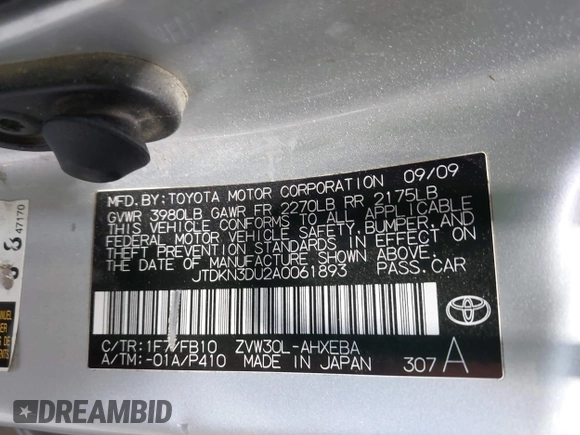 MFD. BY: TOYOTA MOTOR CORPORATION 09/09
GVWR 3980LB GAWR FR 2270LB RR 2175LB
THIS VEHICLE CONFORMS TO ALL APPLICABLE
FEDERAL MOTOR VEHICLE SAFETY, BUMPER, AND
THEFT PREVENTION STANDARDS IN EFFECT ON
THE DATE OF MANUFACTURE SHOWN ABOVE.
JTDKN3DU2A0061893 PASS. CAR
C/TR: 1F7/FB10 ZVW30L-AHXEBA
A/TM: -01A/P410 MADE IN JAPAN 307 A
TOYOTA
47170
DREAMBID